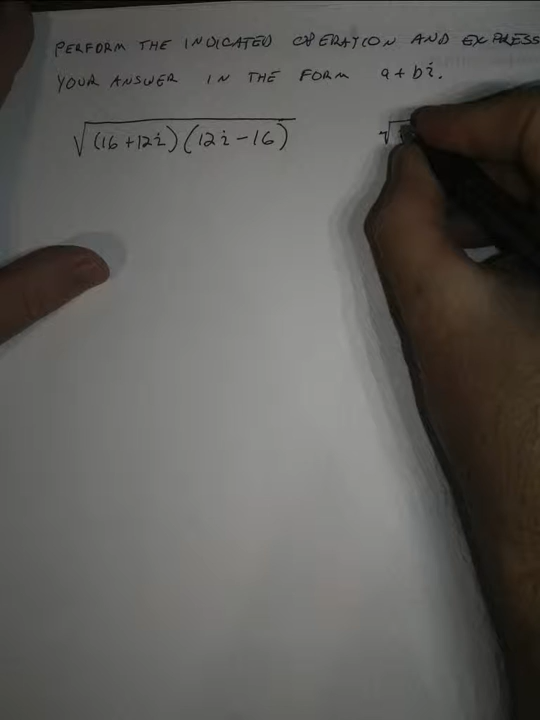 PERFORM THE INDICATED OPERATION AND EXPRESS
YOUR ANSWER IN THE FORM a + bi.
√(16+12i)(12i-16) √